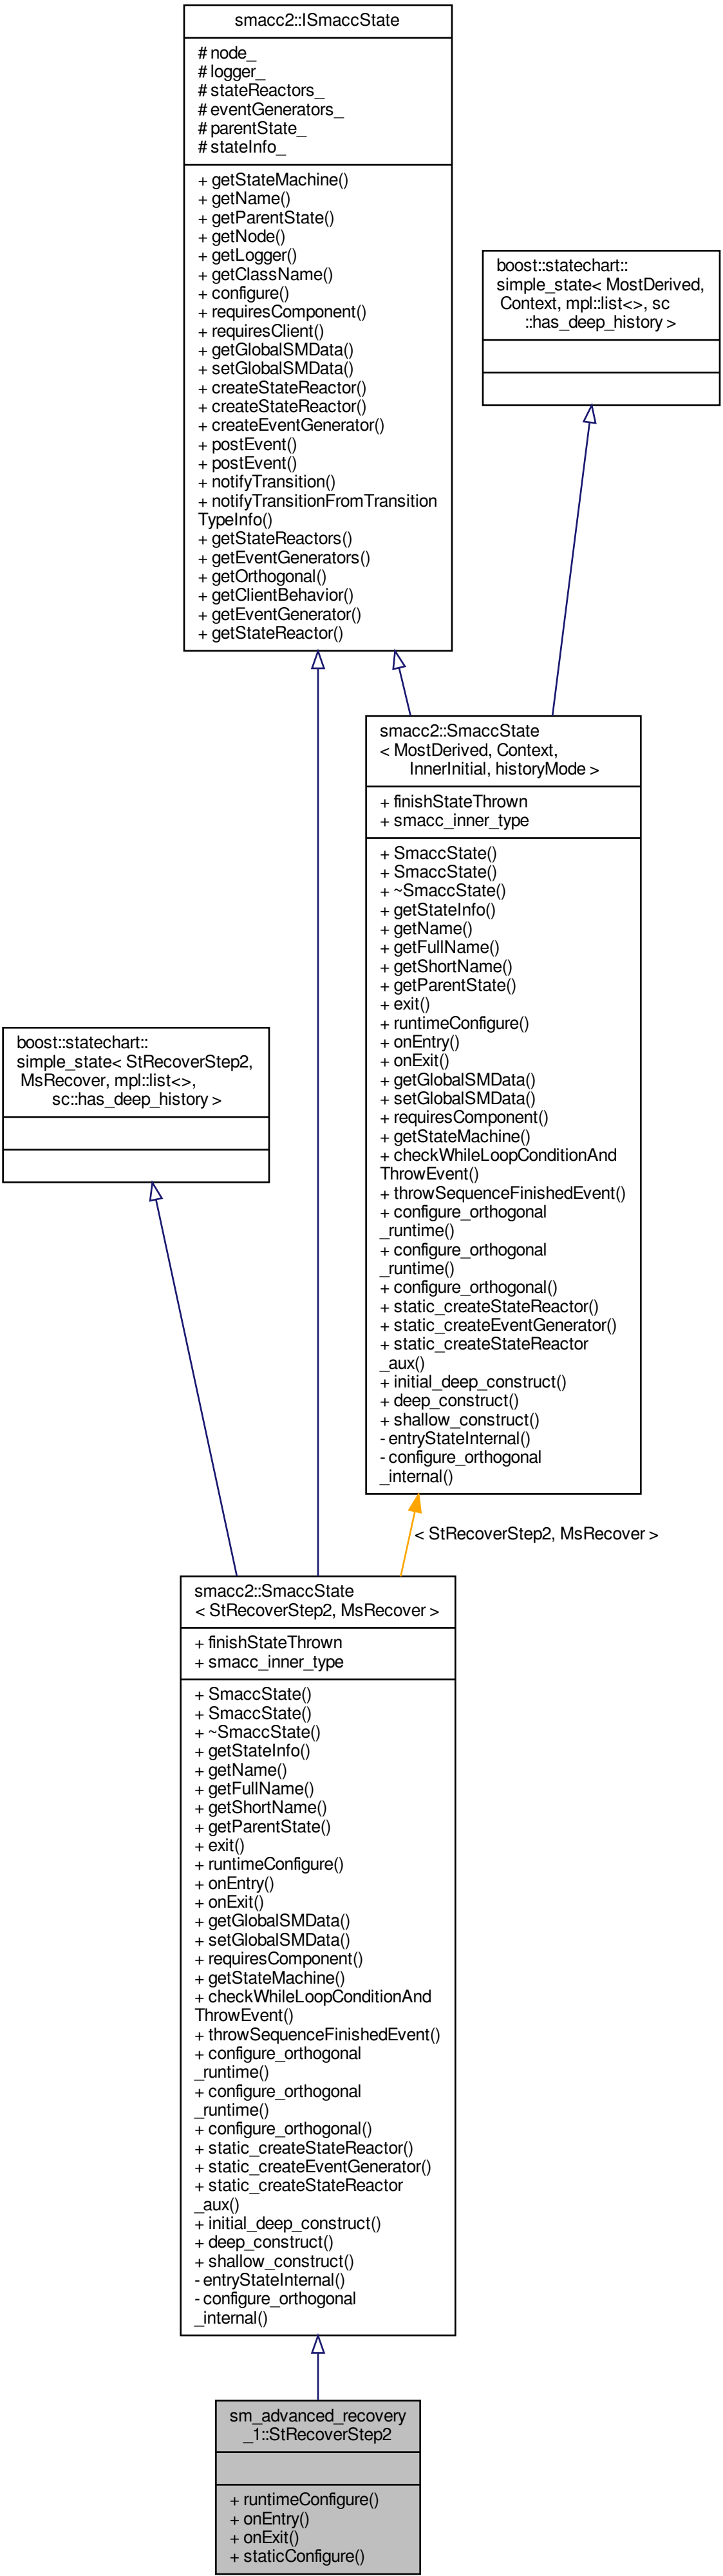 smacc2::ISmaccState
# node_
# logger_
# stateReactors_
# eventGenerators_
# parentState_
# stateInfo_
+ getStateMachine()
+ getName()
+ getParentState()
+ getNode()
+ getLogger()
+ getClassName()
+ configure()
+ requiresComponent()
+ requiresClient()
+ getGlobalSMData()
+ setGlobalSMData()
+ createStateReactor()
+ createStateReactor()
+ createEventGenerator()
+ postEvent()
+ postEvent()
+ notifyTransition()
+ notifyTransitionFromTransition
TypeInfo()
+ getStateReactors()
+ getEventGenerators()
+ getOrthogonal()
+ getClientBehavior()
+ getEventGenerator()
+ getStateReactor()
boost::statechart::
simple_state< MostDerived,
Context, mpl::list<>, sc
::has_deep_history >
smacc2::SmaccState
< MostDerived, Context,
InnerInitial, historyMode >
+ finishStateThrown
+ smacc_inner_type
+ SmaccState()
+ SmaccState()
+ ~SmaccState()
+ getStateInfo()
+ getName()
+ getFullName()
+ getShortName()
+ getParentState()
+ exit()
+ runtimeConfigure()
+ onEntry()
+ onExit()
+ getGlobalSMData()
+ setGlobalSMData()
+ requiresComponent()
+ getStateMachine()
+ checkWhileLoopConditionAnd
ThrowEvent()
+ throwSequenceFinishedEvent()
+ configure_orthogonal
_runtime()
+ configure_orthogonal
_runtime()
+ configure_orthogonal()
+ static_createStateReactor()
+ static_createEventGenerator()
+ static_createStateReactor
_aux()
+ initial_deep_construct()
+ deep_construct()
+ shallow_construct()
- entryStateInternal()
- configure_orthogonal
_internal()
boost::statechart::
simple_state< StRecoverStep2,
MsRecover, mpl::list<>,
sc::has_deep_history >
< StRecoverStep2, MsRecover >
smacc2::SmaccState
< StRecoverStep2, MsRecover >
+ finishStateThrown
+ smacc_inner_type
+ SmaccState()
+ SmaccState()
+ ~SmaccState()
+ getStateInfo()
+ getName()
+ getFullName()
+ getShortName()
+ getParentState()
+ exit()
+ runtimeConfigure()
+ onEntry()
+ onExit()
+ getGlobalSMData()
+ setGlobalSMData()
+ requiresComponent()
+ getStateMachine()
+ checkWhileLoopConditionAnd
ThrowEvent()
+ throwSequenceFinishedEvent()
+ configure_orthogonal
_runtime()
+ configure_orthogonal
_runtime()
+ configure_orthogonal()
+ static_createStateReactor()
+ static_createEventGenerator()
+ static_createStateReactor
_aux()
+ initial_deep_construct()
+ deep_construct()
+ shallow_construct()
- entryStateInternal()
- configure_orthogonal
_internal()
sm_advanced_recovery
_1::StRecoverStep2
+ runtimeConfigure()
+ onEntry()
+ onExit()
+ staticConfigure()